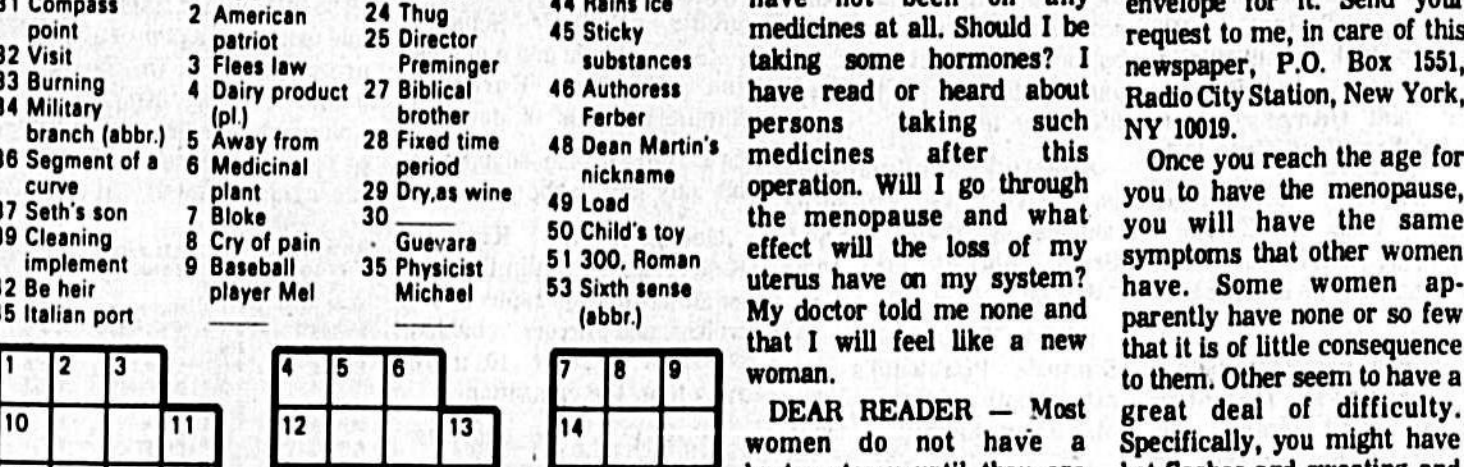 31 Compass
point
32 Visit
33 Burning
34 Military
branch (abbr.)
36 Segment of a
curve
37 Seth's son
39 Cleaning
implement
42 Be heir
45 Italian port
2 American
patriot
3 Flees law
4 Dairy product
(pl.)
5 Away from
6 Medicinal
plant
7 Bloke
8 Cry of pain
9 Baseball
player Mel
24 Thug
25 Director
Preminger
27 Biblical
brother
28 Fixed time
period
29 Dry,as wine
30 ____
Guevara
35 Physicist
Michael
44 Rains ice
45 Sticky
substances
46 Authoress
Ferber
48 Dean Martin's
nickname
49 Load
50 Child's toy
51 300, Roman
53 Sixth sense
(abbr.)
1 2 3 4 5 6 7 8 9
10 11 12 13 14
have not been on any
medicines at all. Should I be
taking some hormones? I
have read or heard about
persons taking such
medicines after this
operation. Will I go through
the menopause and what
effect will the loss of my
uterus have on my system?
My doctor told me none and
that I will feel like a new
woman.
DEAR READER — Most
women do not have a
envelope for it. Send your
request to me, in care of this
newspaper, P.O. Box 1551,
Radio City Station, New York,
NY 10019.
Once you reach the age for
you to have the menopause,
you will have the same
symptoms that other women
have. Some women ap-
parently have none or so few
that it is of little consequence
to them. Other seem to have a
great deal of difficulty.
Specifically, you might have